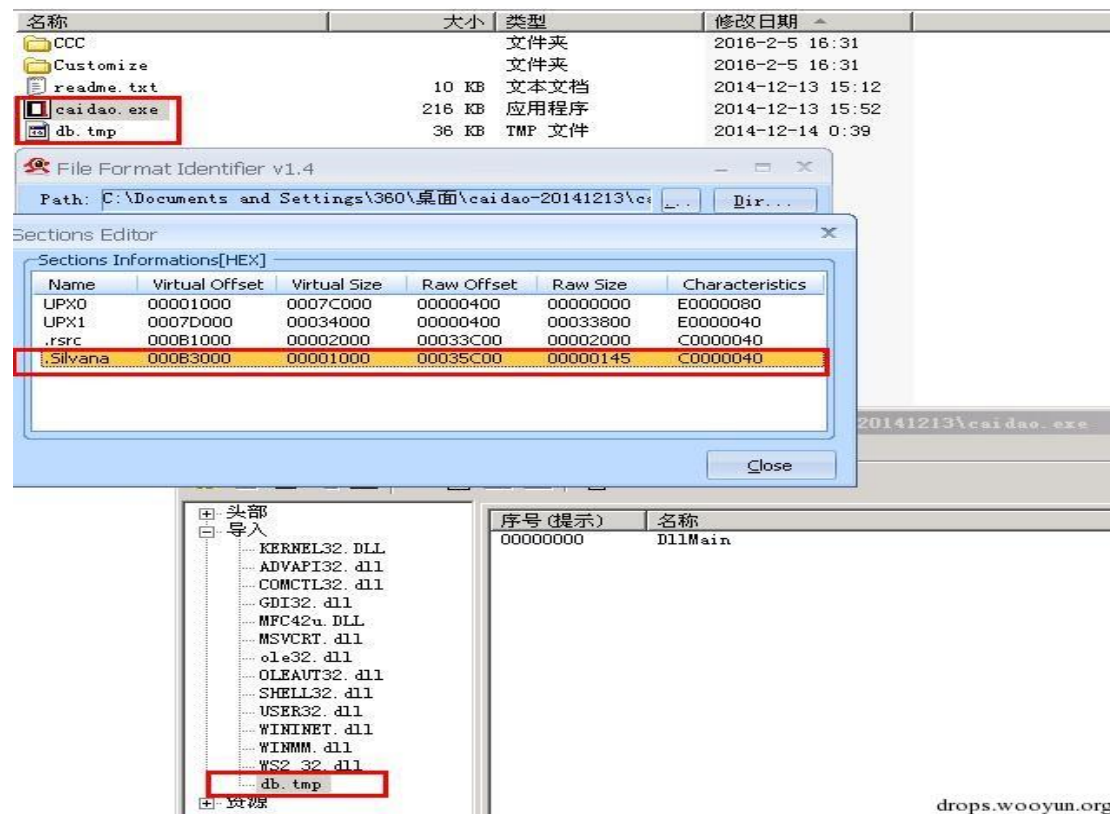 名称 大小 类型 修改日期
CCC 文件夹 2016-2-5 16:31
Customize 文件夹 2016-2-5 16:31
readme.txt 10 KB 文本文档 2014-12-13 15:12
caidao.exe 216 KB 应用程序 2014-12-13 15:52
db.tmp 36 KB TMP 文件 2014-12-14 0:39
File Format Identifier v1.4
Path: C:\Documents and Settings\360\桌面\caidao-20141213\c ... Dir...
Sections Editor
Sections Informations[HEX]
Name Virtual Offset Virtual Size Raw Offset Raw Size Characteristics
UPX0 00001000 0007C000 00000400 00000000 E0000080
UPX1 0007D000 00034000 00000400 00033800 E0000040
.rsrc 000B1000 00002000 00033C00 00002000 C0000040
.Silvana 000B3000 00001000 00035C00 00000145 C0000040
20141213\caidao.exe
Close
头部
导入
KERNEL32.DLL
ADVAPI32.dll
COMCTL32.dll
GDI32.dll
MFC42u.DLL
MSVCRT.dll
ole32.dll
OLEAUT32.dll
SHELL32.dll
USER32.dll
WININET.dll
WINMM.dll
WS2_32.dll
db.tmp
资源
序号(提示) 名称
00000000 DllMain
drops.wooyun.org